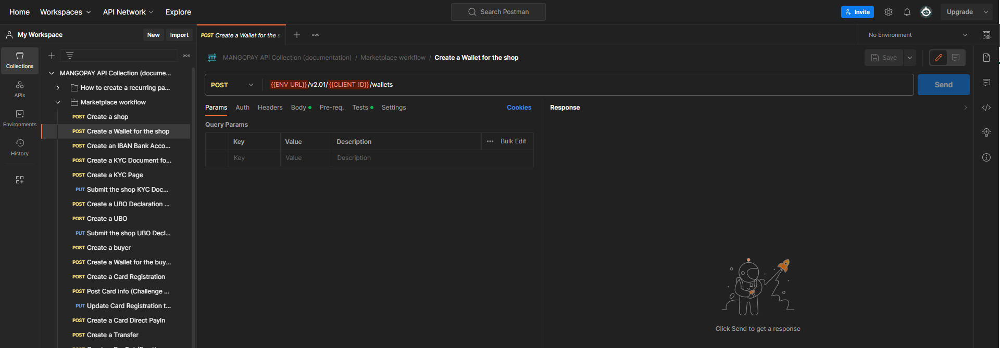 Home Workspaces API Network Explore Search Postman Invite Upgrade
My Workspace New Import POST Create a Wallet for the s No Environment
Collections
APIs
Environments
History
MANGOPAY API Collection (docume...
How to create a recurring pa...
Marketplace workflow
POST Create a shop
POST Create a Wallet for the shop
POST Create an IBAN Bank Acco...
POST Create a KYC Document fo...
POST Create a KYC Page
PUT Submit the shop KYC Doc...
POST Create a UBO Declaration ...
POST Create a UBO
PUT Submit the shop UBO Decl...
POST Create a buyer
POST Create a Wallet for the buy...
POST Create a Card Registration
POST Post Card info (Challenge ...
PUT Update Card Registration t...
POST Create a Card Direct PayIn
POST Create a Transfer
HTTP MANGOPAY API Collection (documentation) / Marketplace workflow / Create a Wallet for the shop Save
POST {{ENV_URL}}/v2.01/{{CLIENT_ID}}/wallets Send
Params Auth Headers Body Pre-req. Tests Settings Cookies
Query Params
Key Value Description Bulk Edit
Key Value Description
Response
Click Send to get a response